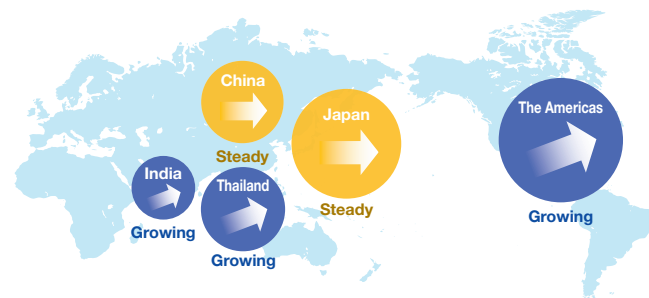 China
Steady
Japan
Steady
India
Growing
Thailand
Growing
The Americas
Growing